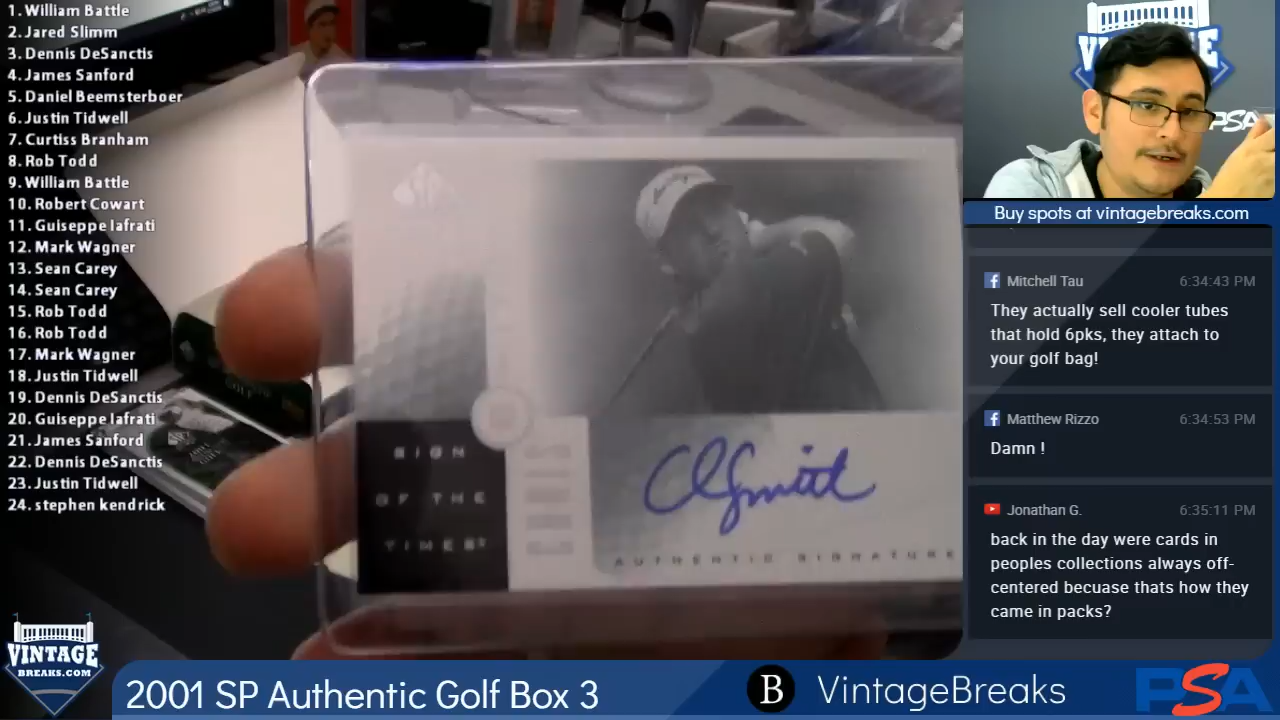 1. William Battle
2. Jared Slimm
3. Dennis DeSanctis
4. James Sanford
5. Daniel Beemsterboer
6. Justin Tidwell
7. Curtiss Branham
8. Rob Todd
9. William Battle
10. Robert Cowart
11. Guiseppe Iafrati
12. Mark Wagner
13. Sean Carey
14. Sean Carey
15. Rob Todd
16. Rob Todd
17. Mark Wagner
18. Justin Tidwell
19. Dennis DeSanctis
20. Guiseppe Iafrati
21. James Sanford
22. Dennis DeSanctis
23. Justin Tidwell
24. stephen kendrick
SP
SIGN
OF THE
TIMES
AUTHENTIC SIGNATURE
VINTAGE
PSA
Buy spots at vintagebreaks.com
Mitchell Tau 6:34:43 PM
They actually sell cooler tubes
that hold 6pks, they attach to
your golf bag!
Matthew Rizzo 6:34:53 PM
Damn !
Jonathan G. 6:35:11 PM
back in the day were cards in
peoples collections always off-
centered becuase thats how they
came in packs?
VINTAGE
BREAKS.COM
2001 SP Authentic Golf Box 3
B VintageBreaks
PSA